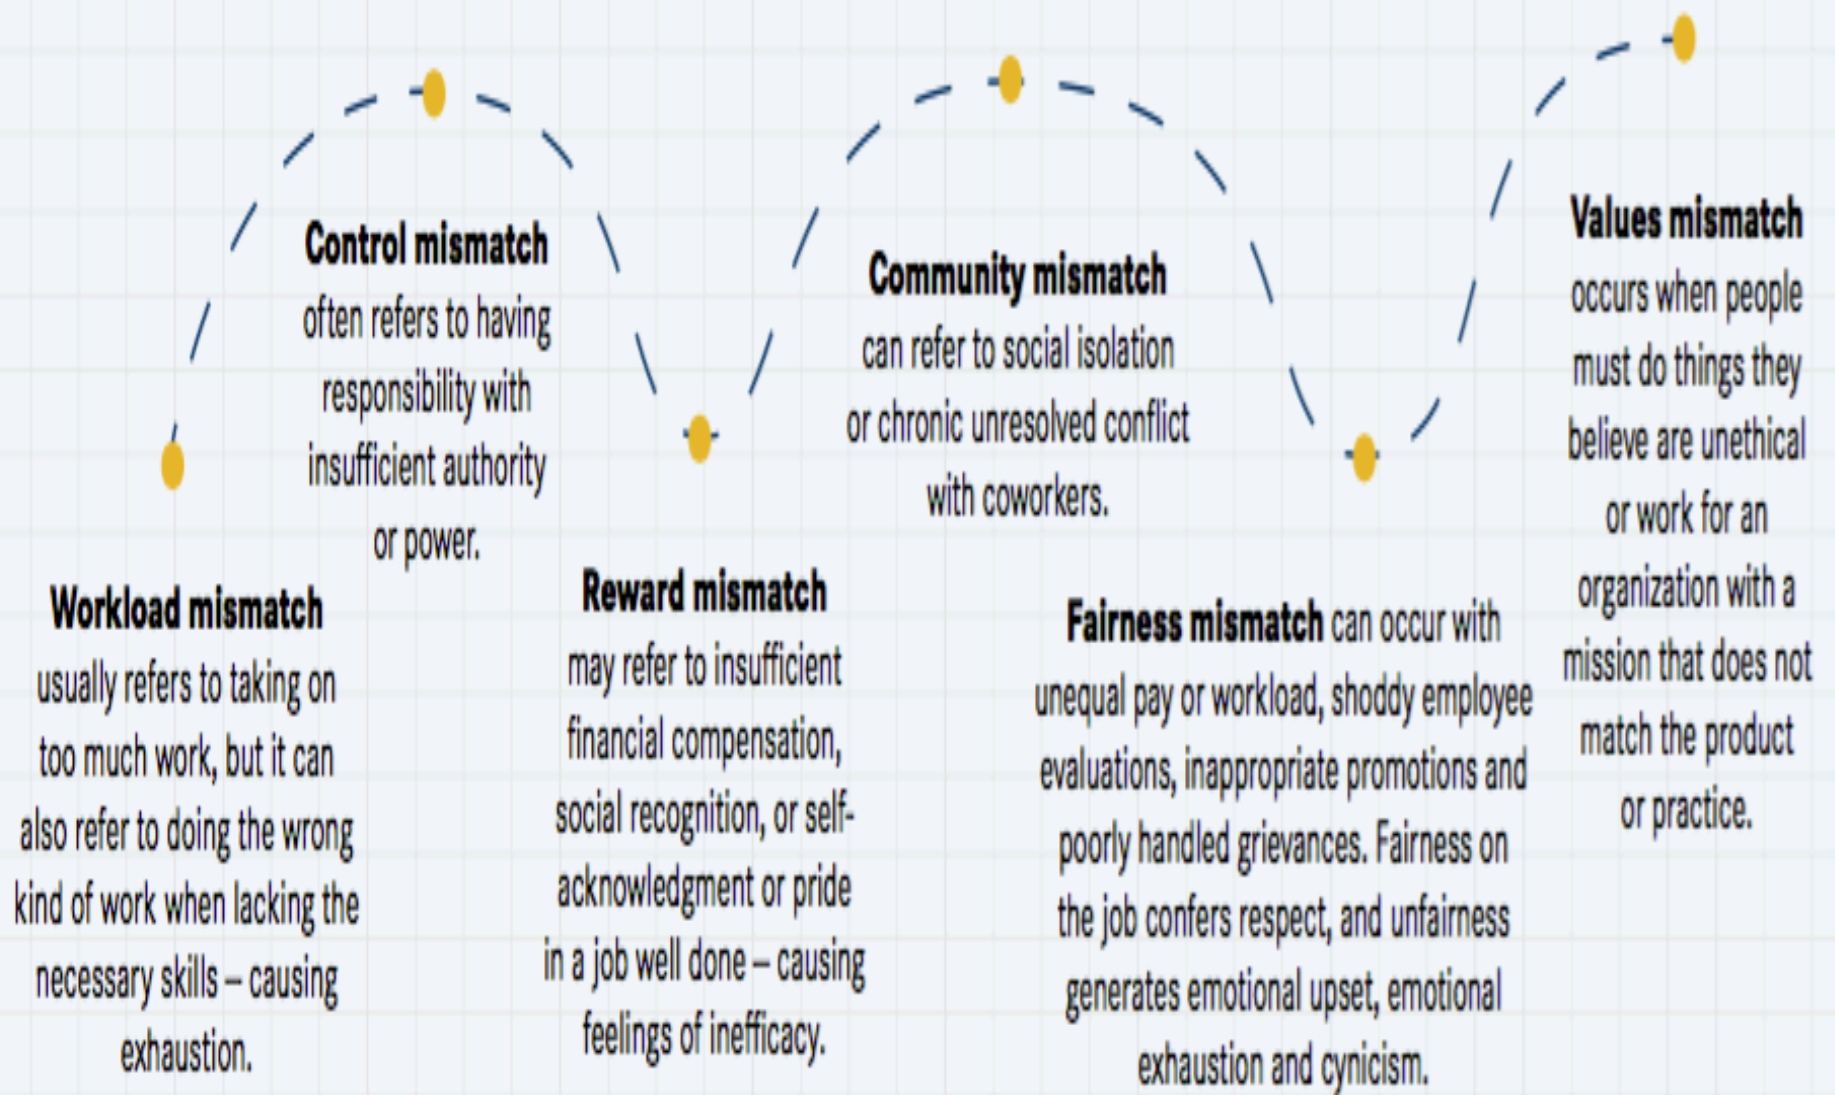 Workload mismatch
usually refers to taking on
too much work, but it can
also refer to doing the wrong
kind of work when lacking the
necessary skills – causing
exhaustion.
Control mismatch
often refers to having
responsibility with
insufficient authority
or power.
Reward mismatch
may refer to insufficient
financial compensation,
social recognition, or self-
acknowledgment or pride
in a job well done – causing
feelings of inefficacy.
Community mismatch
can refer to social isolation
or chronic unresolved conflict
with coworkers.
Fairness mismatch can occur with
unequal pay or workload, shoddy employee
evaluations, inappropriate promotions and
poorly handled grievances. Fairness on
the job confers respect, and unfairness
generates emotional upset, emotional
exhaustion and cynicism.
Values mismatch
occurs when people
must do things they
believe are unethical
or work for an
organization with a
mission that does not
match the product
or practice.